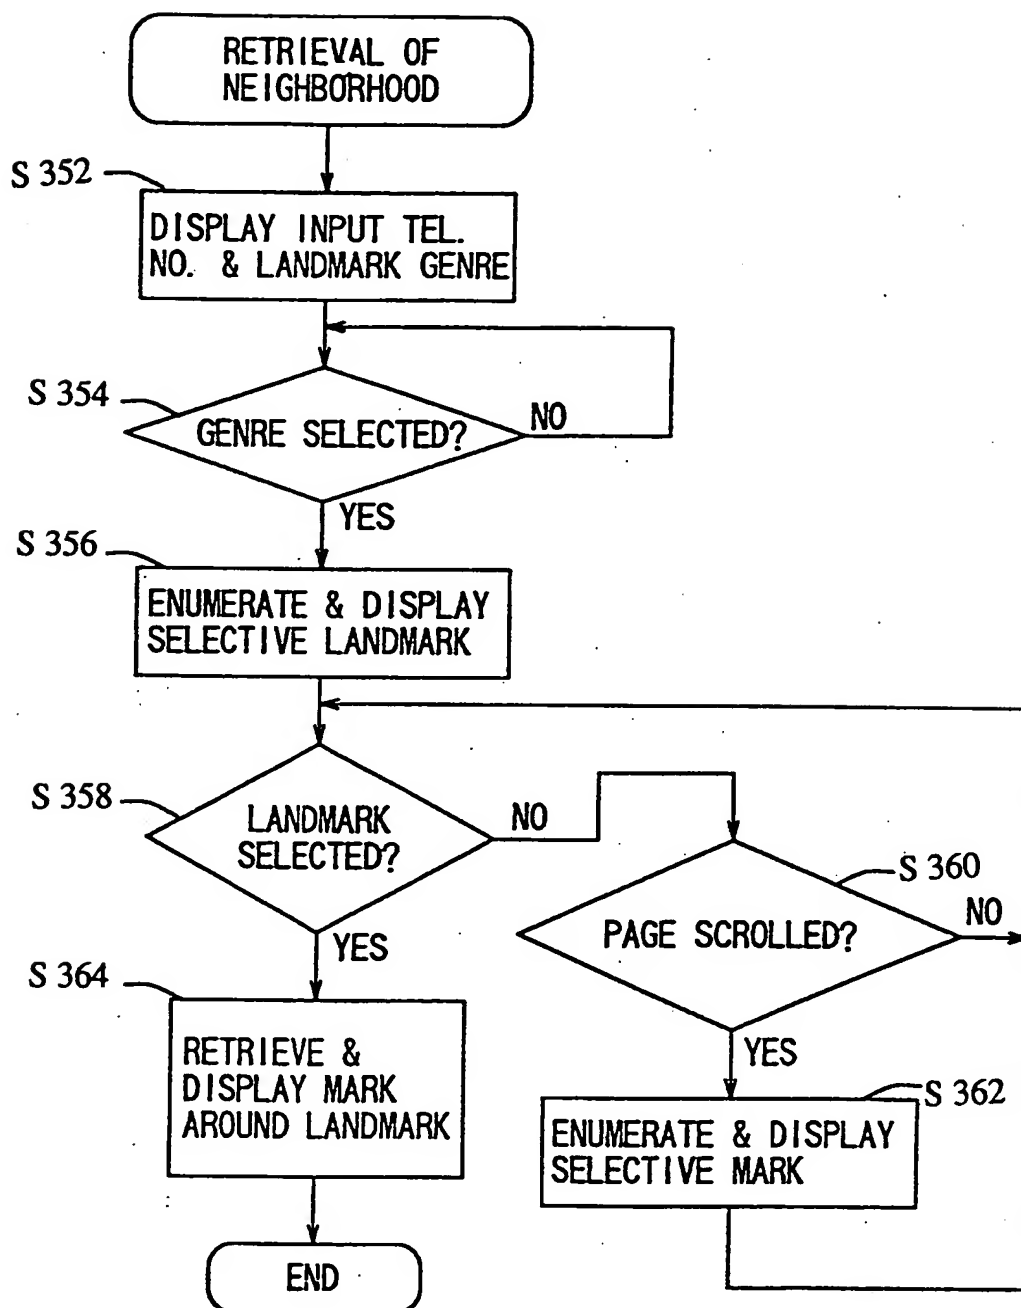 RETRIEVAL OF
NEIGHBORHOOD
S 352
DISPLAY INPUT TEL.
NO. & LANDMARK GENRE
S 354
GENRE SELECTED?
NO
YES
S 356
ENUMERATE & DISPLAY
SELECTIVE LANDMARK
S 358
LANDMARK
SELECTED?
NO
YES
S 360
PAGE SCROLLED?
NO
YES
S 364
RETRIEVE &
DISPLAY MARK
AROUND LANDMARK
S 362
ENUMERATE & DISPLAY
SELECTIVE MARK
END